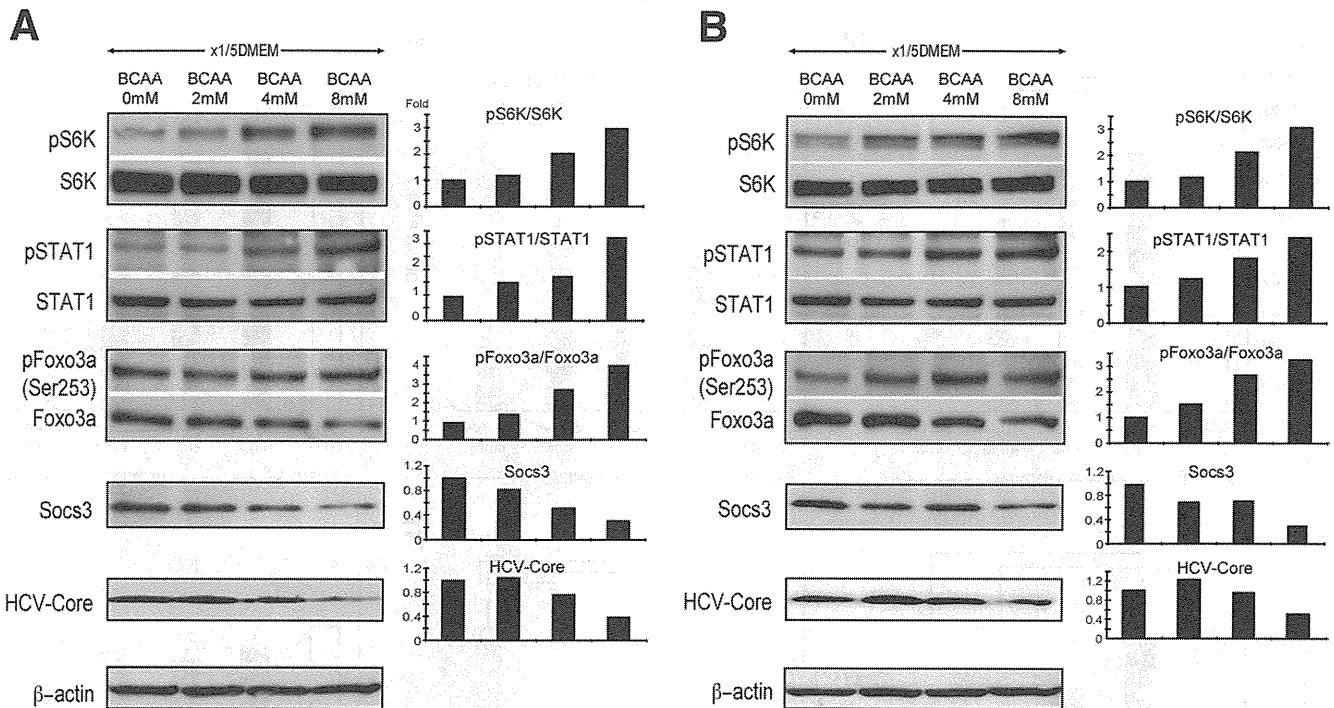 A
x1/5DMEM
BCAA BCAA BCAA BCAA
0mM 2mM 4mM 8mM
Fold
pS6K
S6K
pS6K/S6K
3
2
1
0
pSTAT1
STAT1
pSTAT1/STAT1
2
1
0
pFoxo3a
(Ser253)
Foxo3a
pFoxo3a/Foxo3a
4
3
2
1
0
Socs3
Socs3
1.2
0.8
0.4
0
HCV-Core
HCV-Core
1.2
0.8
0.4
0
β-actin
B
x1/5DMEM
BCAA BCAA BCAA BCAA
0mM 2mM 4mM 8mM
pS6K
S6K
pS6K/S6K
3
2
1
0
pSTAT1
STAT1
pSTAT1/STAT1
2
1
0
pFoxo3a
(Ser253)
Foxo3a
pFoxo3a/Foxo3a
3
2
1
0
Socs3
Socs3
1.2
0.8
0.4
0
HCV-Core
HCV-Core
1.2
0.8
0.4
0
β-actin